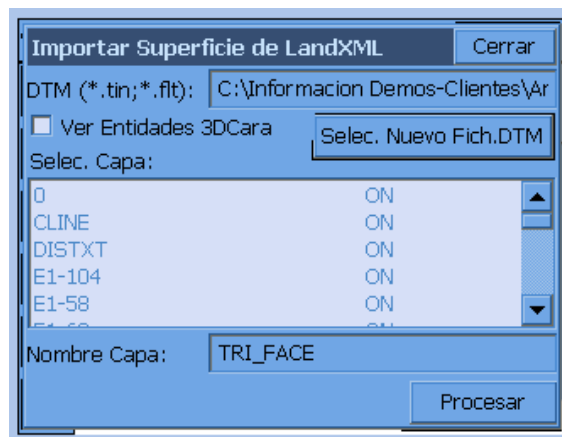 Importar Superficie de LandXML Cerrar
DTM (*.tin;*.flt): C:\Informacion Demos-Clientes\Ar
Ver Entidades 3DCara Selec. Nuevo Fich.DTM
Selec. Capa:
0 ON
CLINE ON
DISTXT ON
E1-104 ON
E1-58 ON
Nombre Capa: TRI_FACE
Procesar